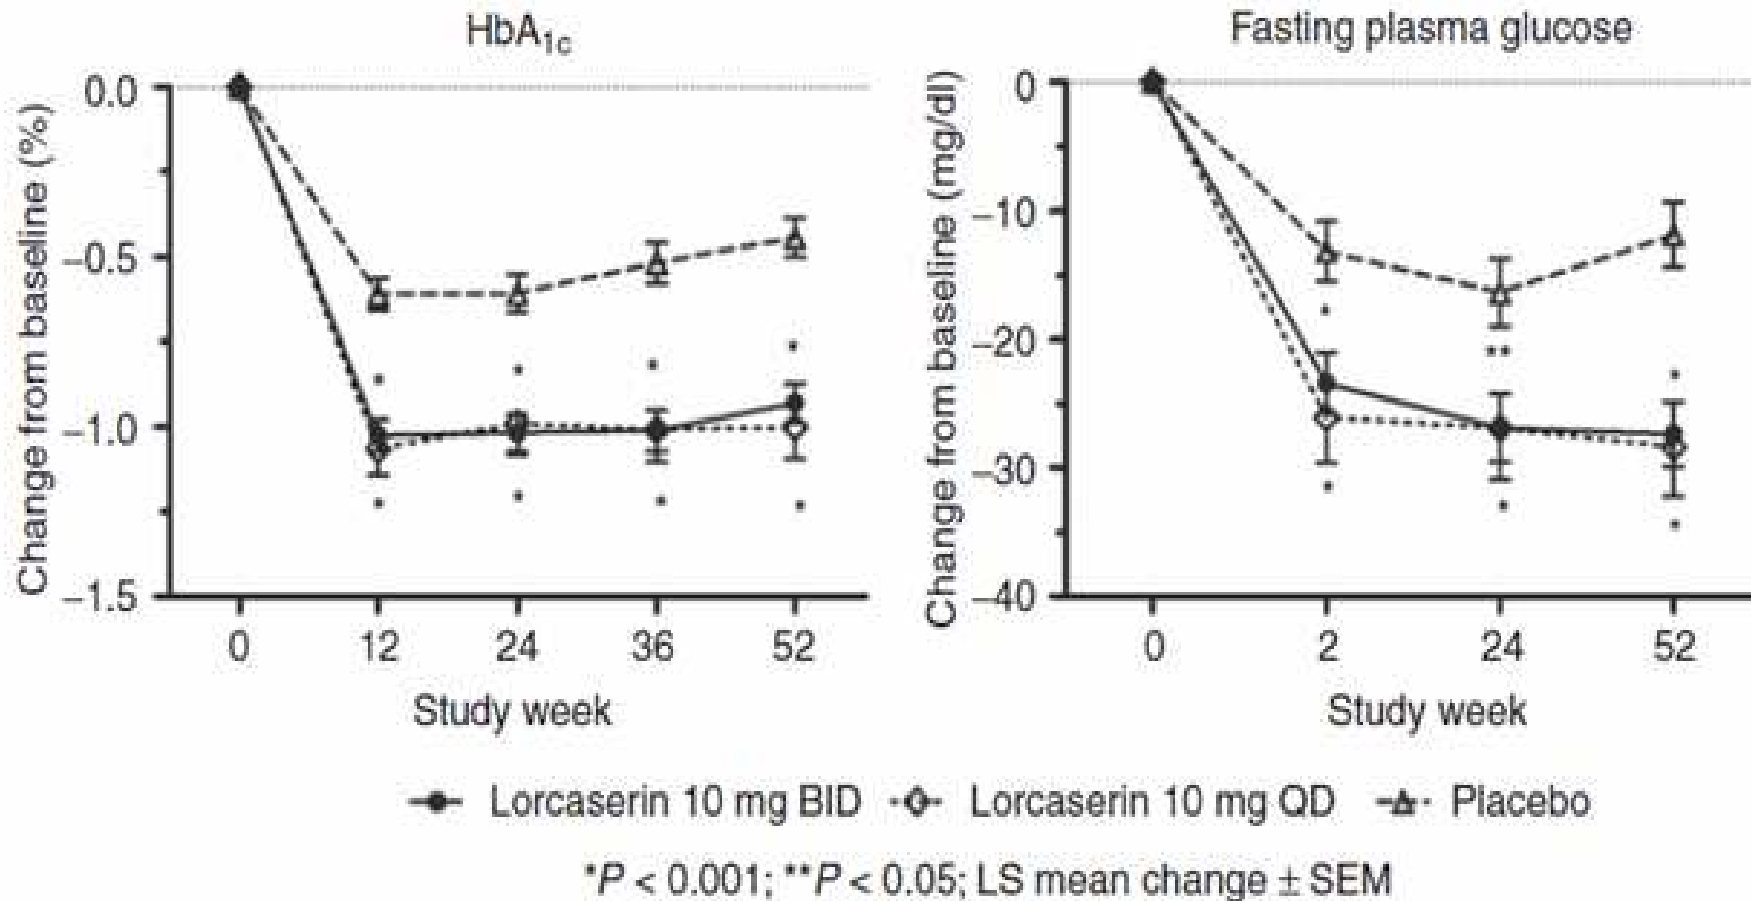 HbA1c
Change from baseline (%)
0.0
−0.5
−1.0
−1.5
0 12 24 36 52
Study week
Fasting plasma glucose
Change from baseline (mg/dl)
0
−10
−20
−30
−40
0 2 24 52
Study week
Lorcaserin 10 mg BID Lorcaserin 10 mg QD Placebo
*P < 0.001; **P < 0.05; LS mean change ± SEM